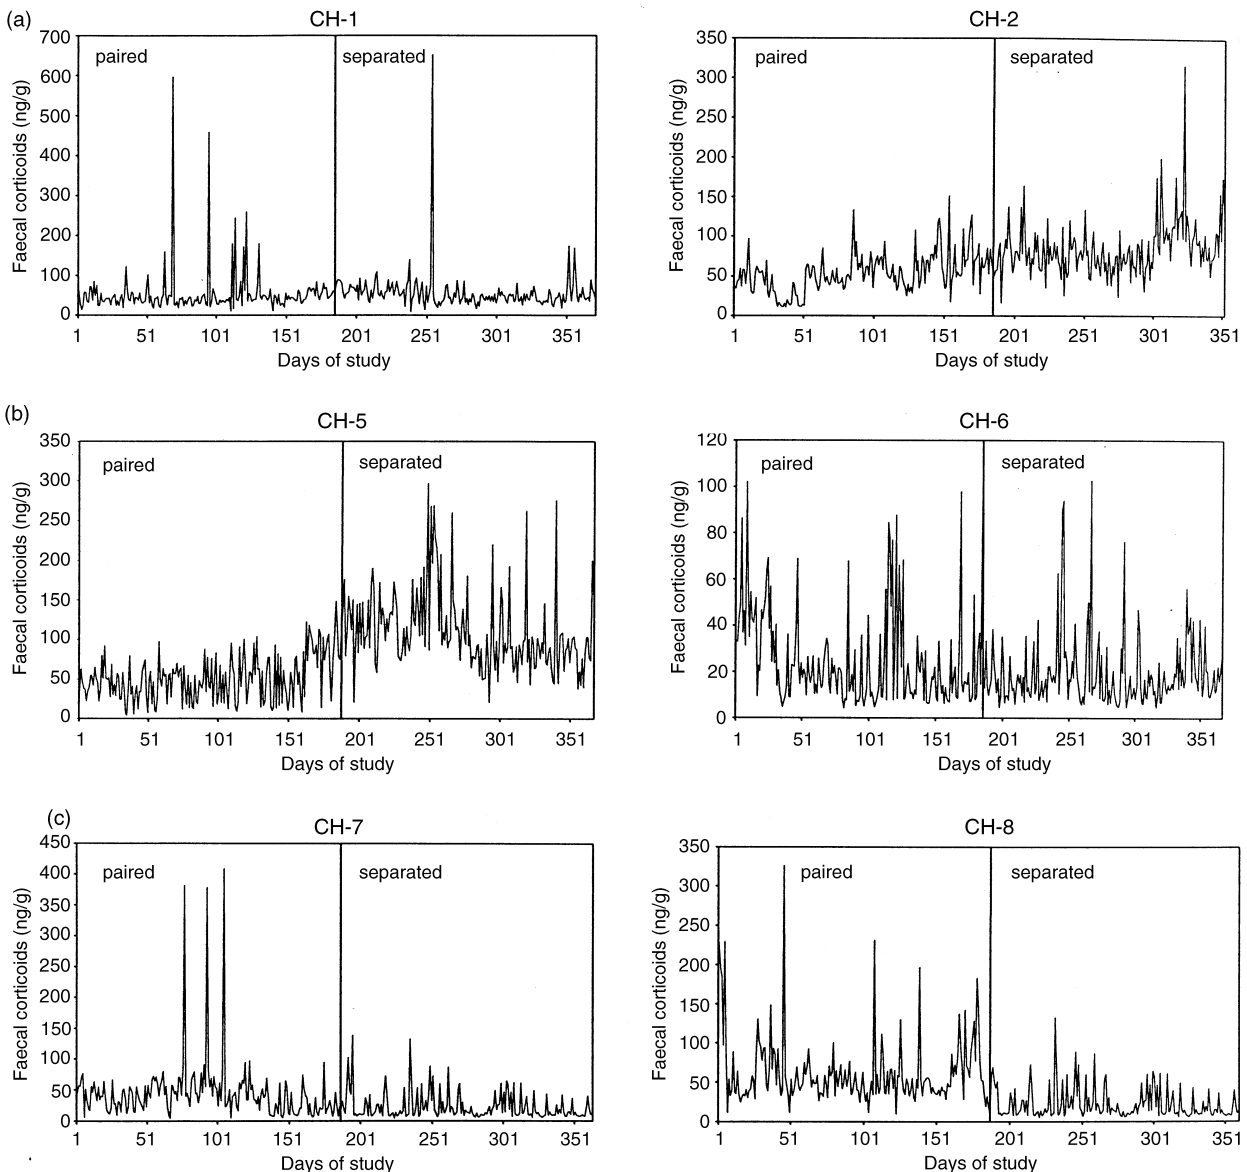 (a)
CH-1
700
600
500
400
300
200
100
0
Faecal corticoids (ng/g)
paired
separated
1 51 101 151 201 251 301 351
Days of study
CH-2
350
300
250
200
150
100
50
0
Faecal corticoids (ng/g)
paired
separated
1 51 101 151 201 251 301 351
Days of study
(b)
CH-5
350
300
250
200
150
100
50
0
Faecal corticoids (ng/g)
paired
separated
1 51 101 151 201 251 301 351
Days of study
CH-6
120
100
80
60
40
20
0
Faecal corticoids (ng/g)
paired
separated
1 51 101 151 201 251 301 351
Days of study
(c)
CH-7
450
400
350
300
250
200
150
100
50
0
Faecal corticoids (ng/g)
paired
separated
1 51 101 151 201 251 301 351
Days of study
CH-8
350
300
250
200
150
100
50
0
Faecal corticoids (ng/g)
paired
separated
1 51 101 151 201 251 301 351
Days of study